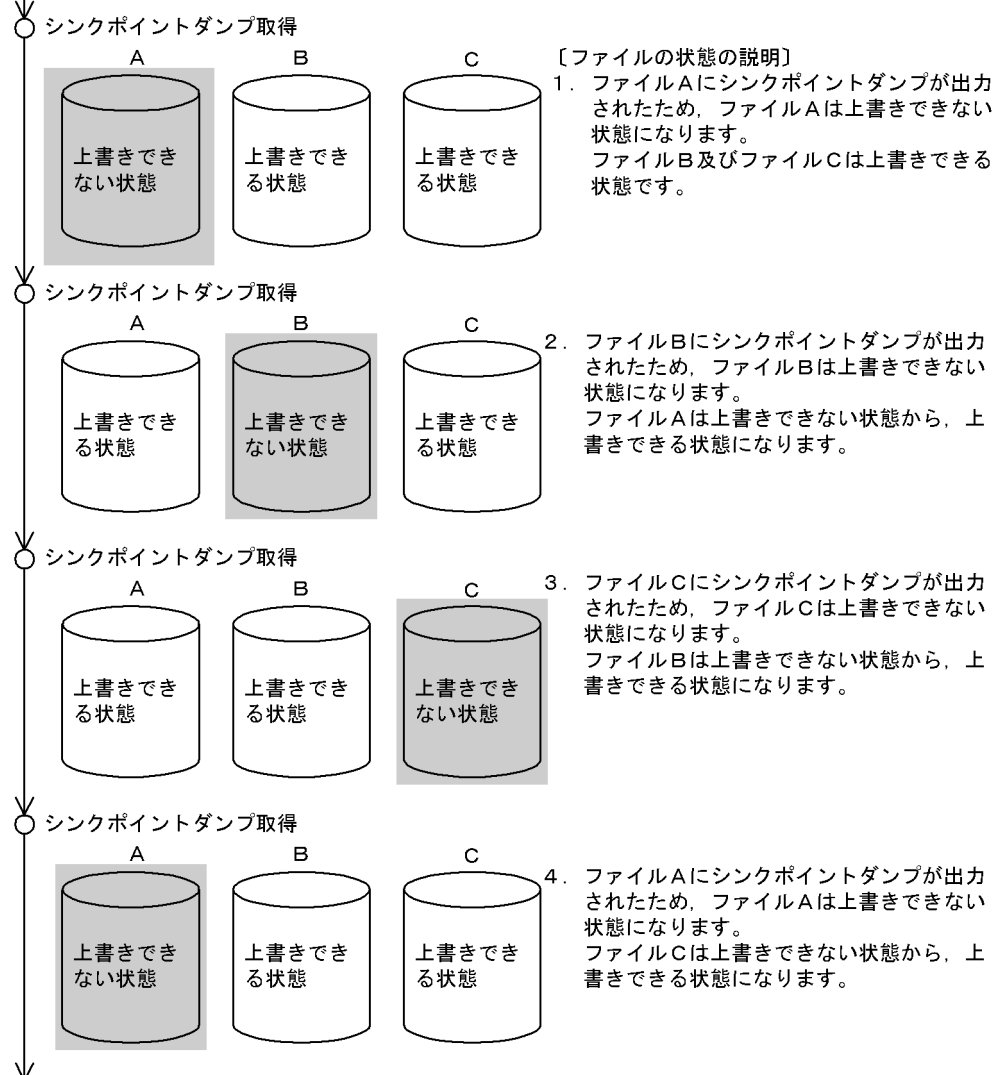 シンクポイントダンプ取得
A
B
C
上書きでき
ない状態
上書きでき
る状態
上書きでき
る状態
〔ファイルの状態の説明〕
1．ファイルAにシンクポイントダンプが出力
されたため，ファイルAは上書きできない
状態になります。
ファイルB及びファイルCは上書きできる
状態です。
シンクポイントダンプ取得
A
B
C
上書きでき
る状態
上書きでき
ない状態
上書きでき
る状態
2．ファイルBにシンクポイントダンプが出力
されたため，ファイルBは上書きできない
状態になります。
ファイルAは上書きできない状態から，上
書きできる状態になります。
シンクポイントダンプ取得
A
B
C
上書きでき
る状態
上書きでき
る状態
上書きでき
ない状態
3．ファイルCにシンクポイントダンプが出力
されたため，ファイルCは上書きできない
状態になります。
ファイルBは上書きできない状態から，上
書きできる状態になります。
シンクポイントダンプ取得
A
B
C
上書きでき
ない状態
上書きでき
る状態
上書きでき
る状態
4．ファイルAにシンクポイントダンプが出力
されたため，ファイルAは上書きできない
状態になります。
ファイルCは上書きできない状態から，上
書きできる状態になります。